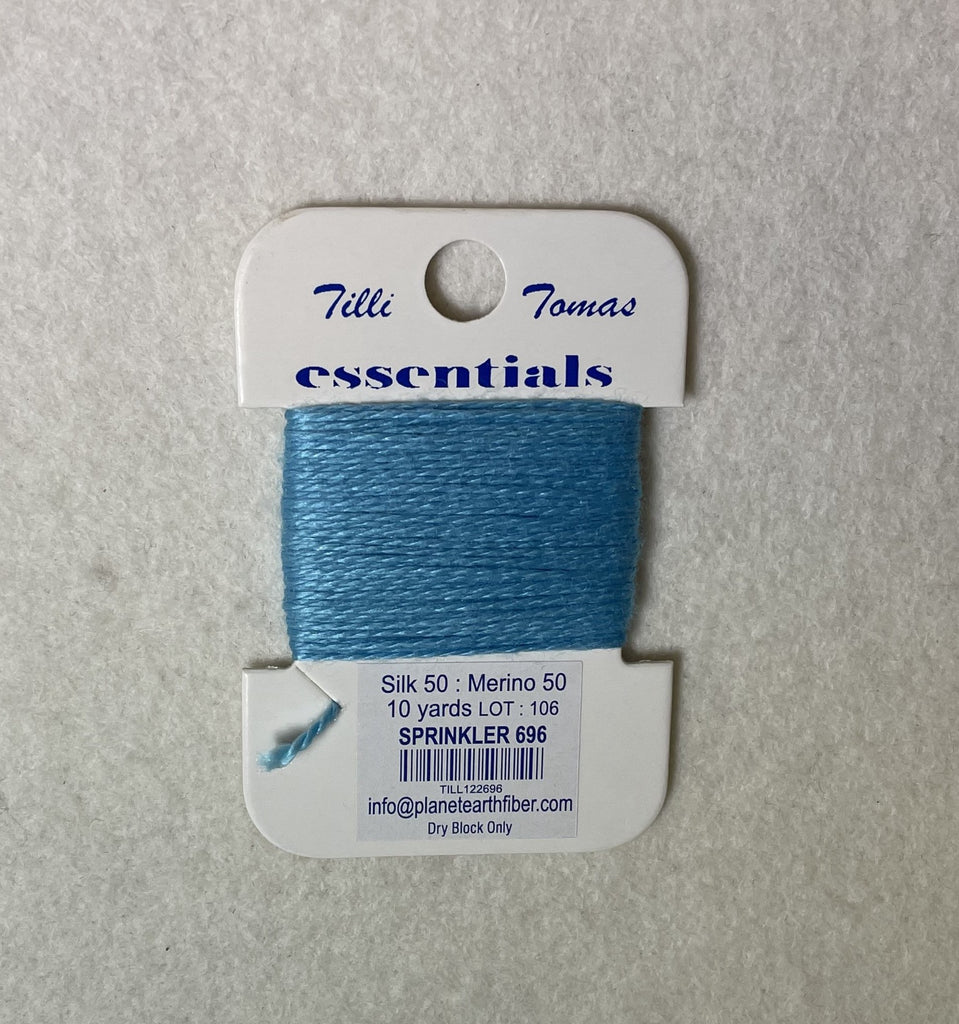 Tilli Tomas
essentials
Silk 50 : Merino 50
10 yards LOT : 106
SPRINKLER 696
TILL122696
info@planetearthfiber.com
Dry Block Only